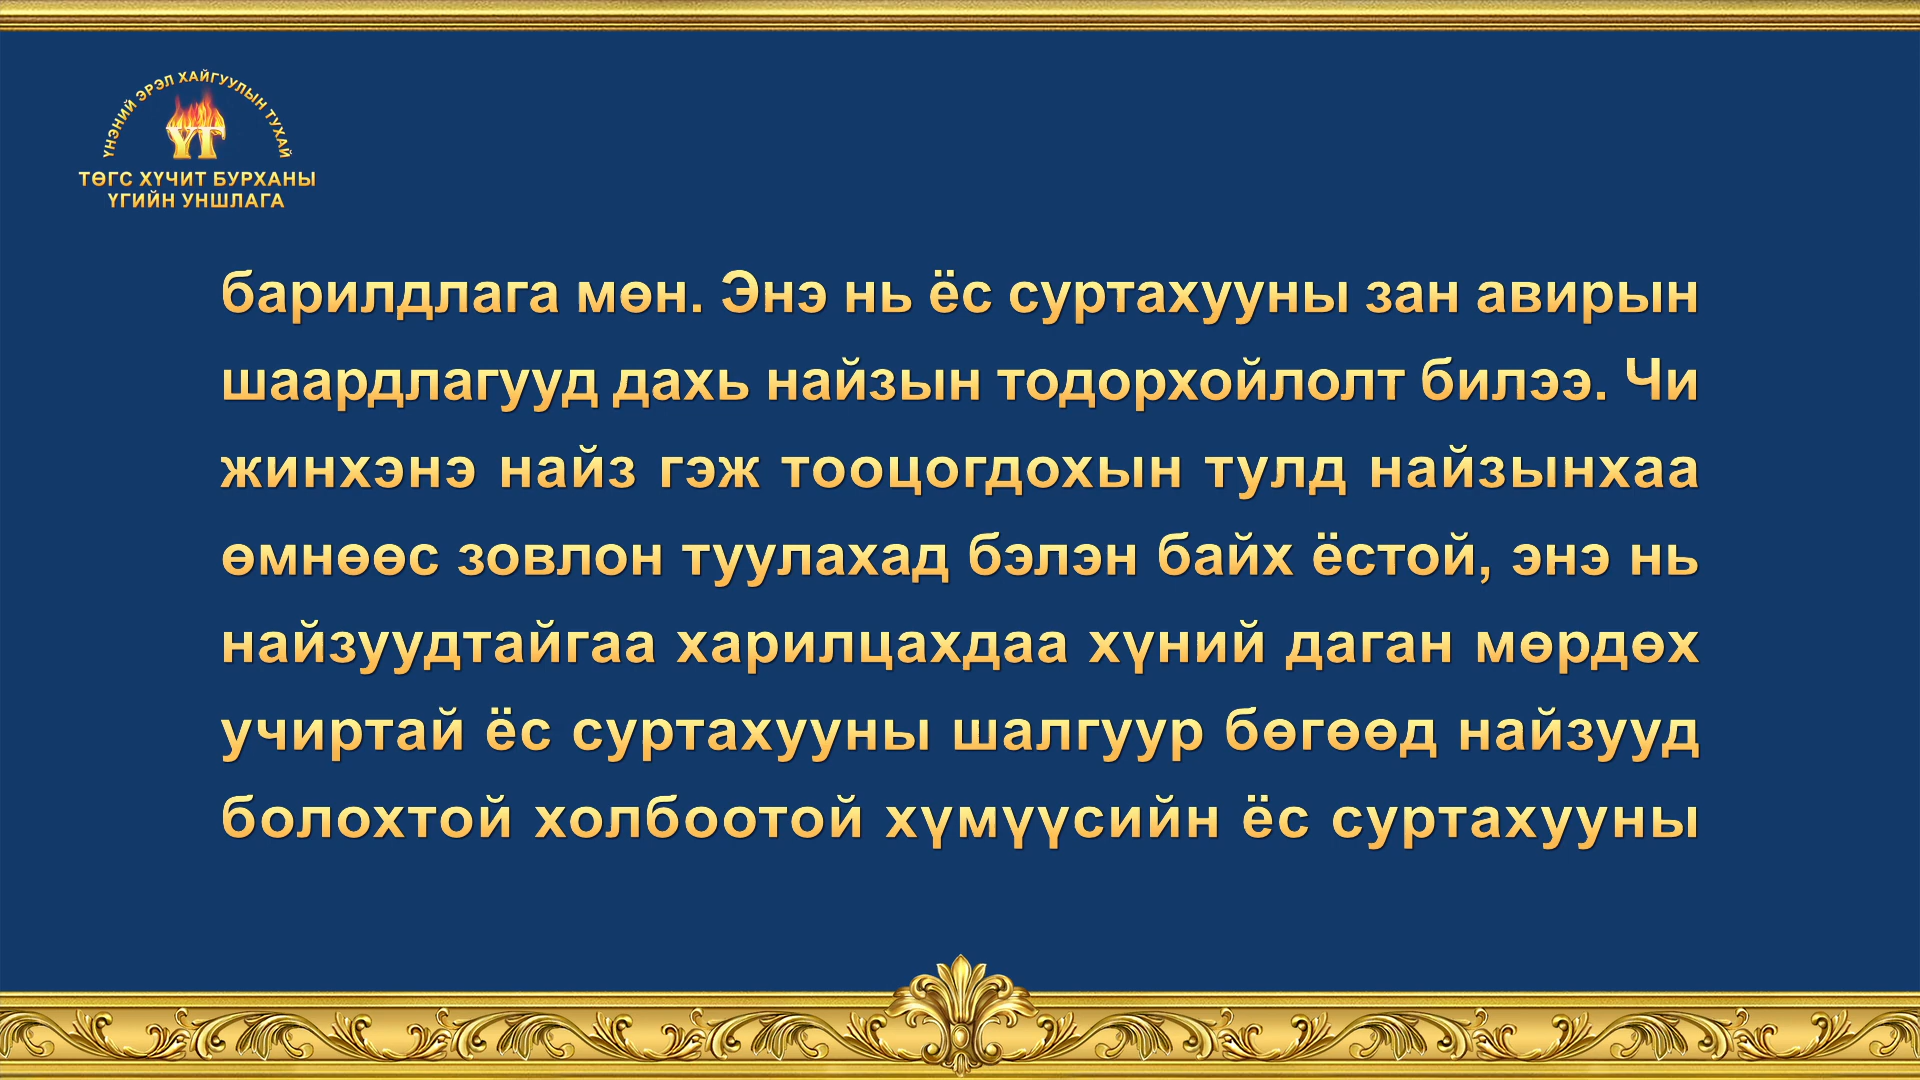 ҮНЭНИЙ ЭРЭЛ ХАЙГУУЛЫН ТУХАЙ
ҮГ
ТӨГС ХҮЧИТ БУРХАНЫ
ҮГИЙН УНШЛАГА
барилдлага мөн. Энэ нь ёс суртахууны зан авирын
шаардлагууд дахь найзын тодорхойлолт билээ. Чи
жинхэнэ найз гэж тооцогдохын тулд найзынхаа
өмнөөс зовлон туулахад бэлэн байх ёстой, энэ нь
найзуудтайгаа харилцахдаа хүний даган мөрдөх
учиртай ёс суртахууны шалгуур бөгөөд найзууд
болохтой холбоотой хүмүүсийн ёс суртахууны